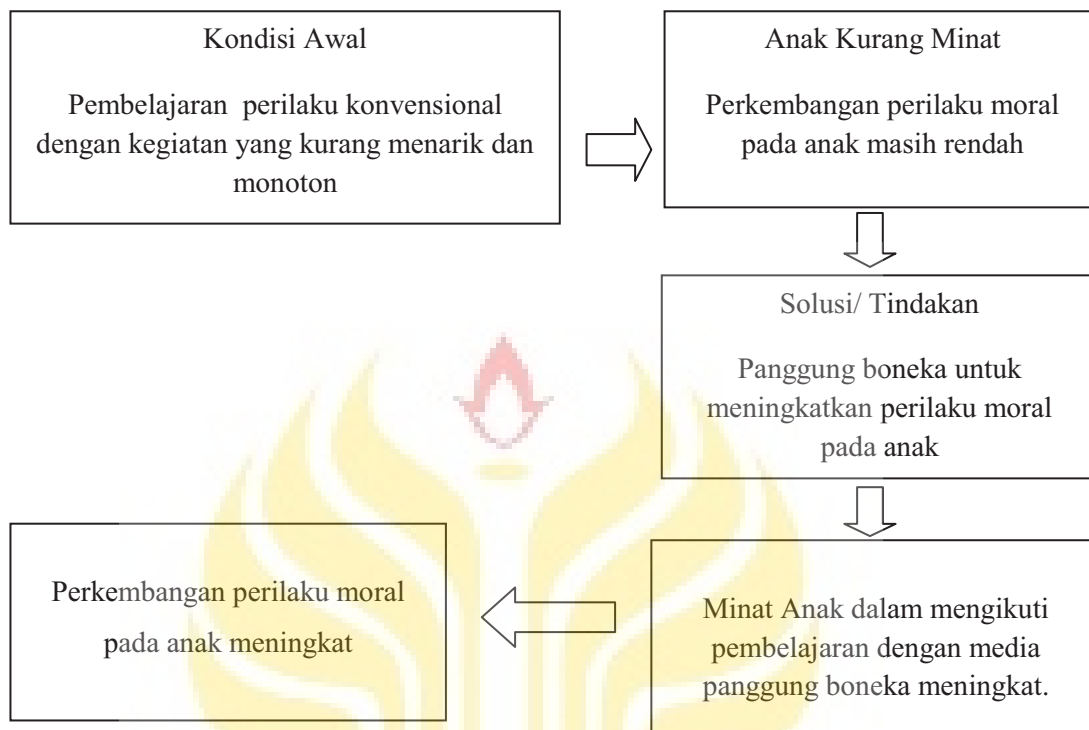 Kondisi Awal
Pembelajaran perilaku konvensional
dengan kegiatan yang kurang menarik dan
monoton
Anak Kurang Minat
Perkembangan perilaku moral
pada anak masih rendah
Solusi/ Tindakan
Panggung boneka untuk
meningkatkan perilaku moral
pada anak
Minat Anak dalam mengikuti
pembelajaran dengan media
panggung boneka meningkat.
Perkembangan perilaku moral
pada anak meningkat